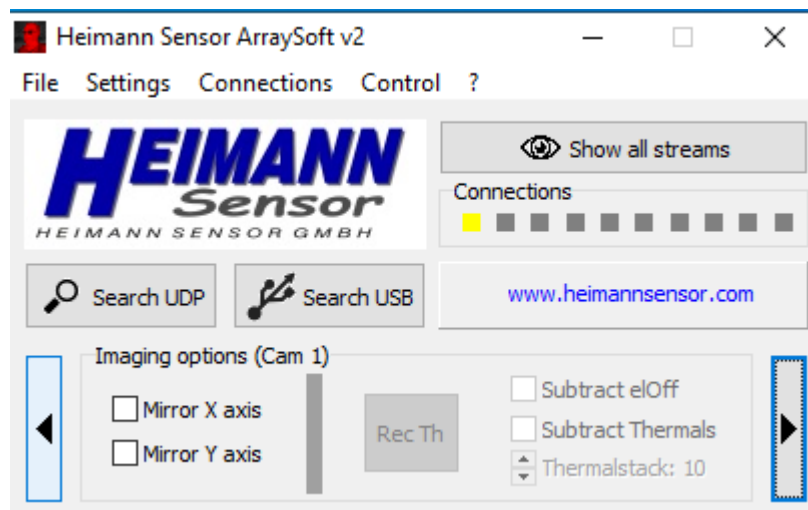 Heimann Sensor ArraySoft v2
File Settings Connections Control ?
HEIMANN
Sensor
HEIMANN SENSOR GMBH
Show all streams
Connections
Search UDP
Search USB
www.heimannsensor.com
Imaging options (Cam 1)
Mirror X axis
Mirror Y axis
Rec Th
Subtract elOff
Subtract Thermals
Thermalstack: 10